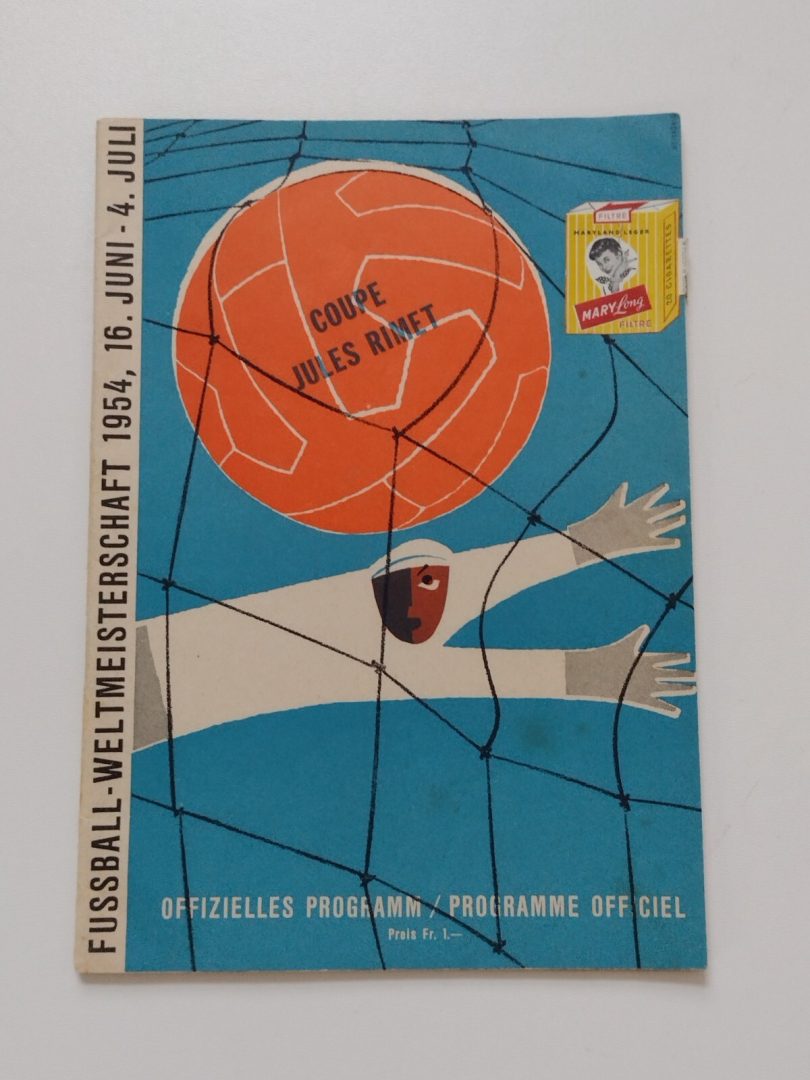 FUSSBALL-WELTMEISTERSCHAFT 1954, 16. JUNI - 4. JULI
COUPE
JULES RIMET
FILTRE
MARYLAND LEGER
MARY Long
FILTRE
20 CIGARETTES
OFFIZIELLES PROGRAMM / PROGRAMME OFFICIEL
Preis Fr. 1.—